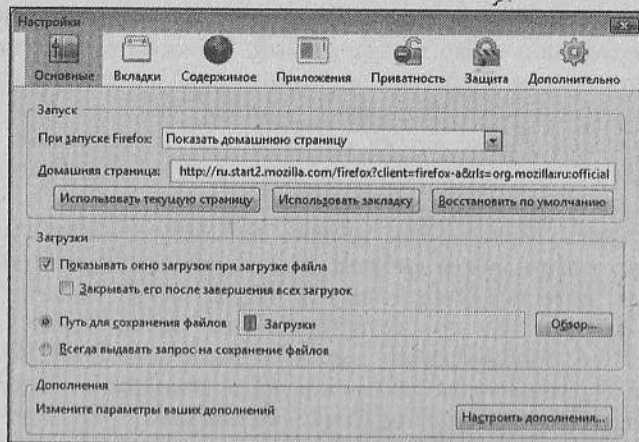 Настройки
Основные Вкладки Содержимое Приложения Приватность Защита Дополнительно
Запуск
При запуске Firefox: Показать домашнюю страницу
Домашняя страница: http://ru.start2.mozilla.com/firefox?client=firefox-a&rls=org.mozilla:ru:official
Использовать текущую страницу Использовать закладку Восстановить по умолчанию
Загрузки
Показывать окно загрузок при загрузке файла
Закрывать его после завершения всех загрузок
Путь для сохранения файлов Загрузки Обзор...
Всегда выдавать запрос на сохранение файлов
Дополнения
Измените параметры ваших дополнений Настроить дополнения...